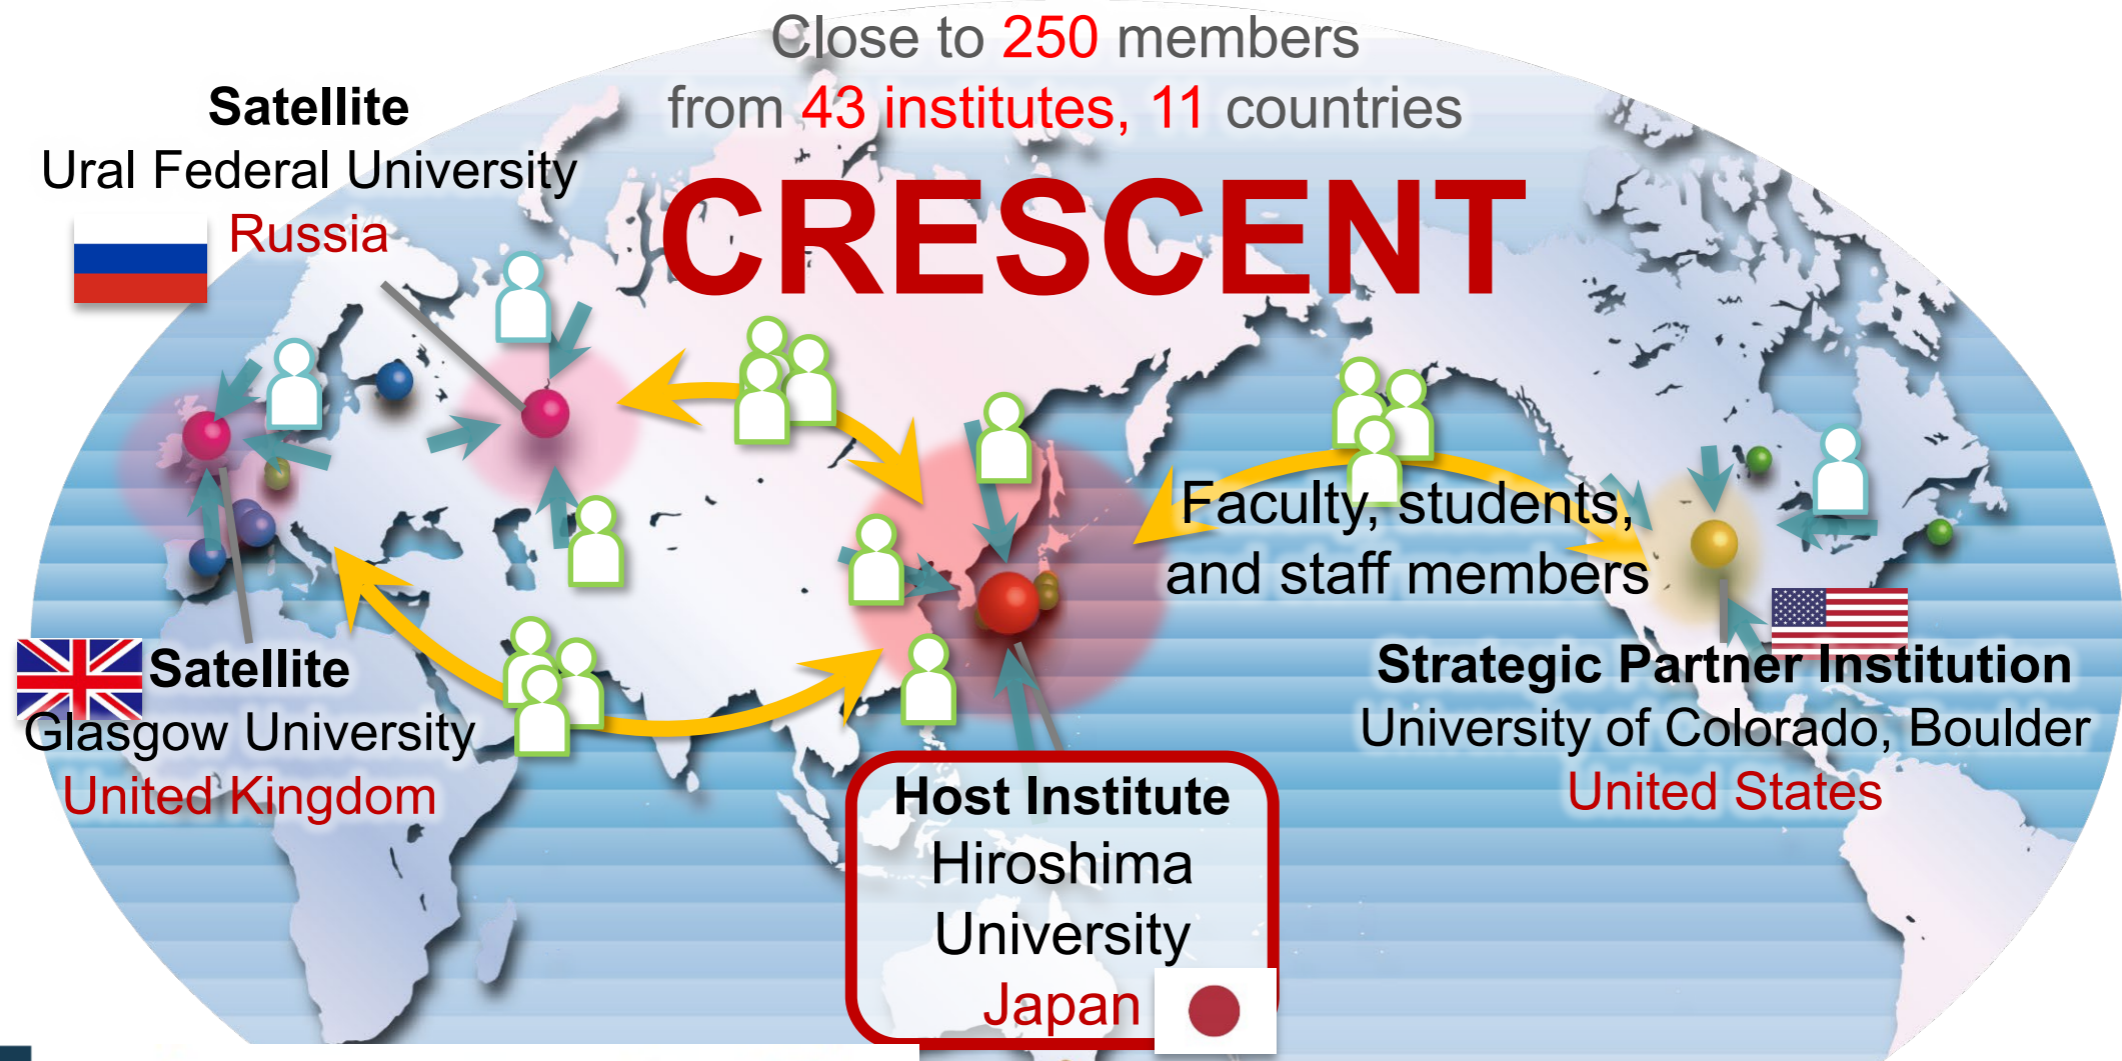 Close to 250 members
from 43 institutes, 11 countries
CRESCENT
Satellite
Ural Federal University
Russia
Faculty, students,
and staff members
Satellite
Glasgow University
United Kingdom
Strategic Partner Institution
University of Colorado, Boulder
United States
Host Institute
Hiroshima
University
Japan